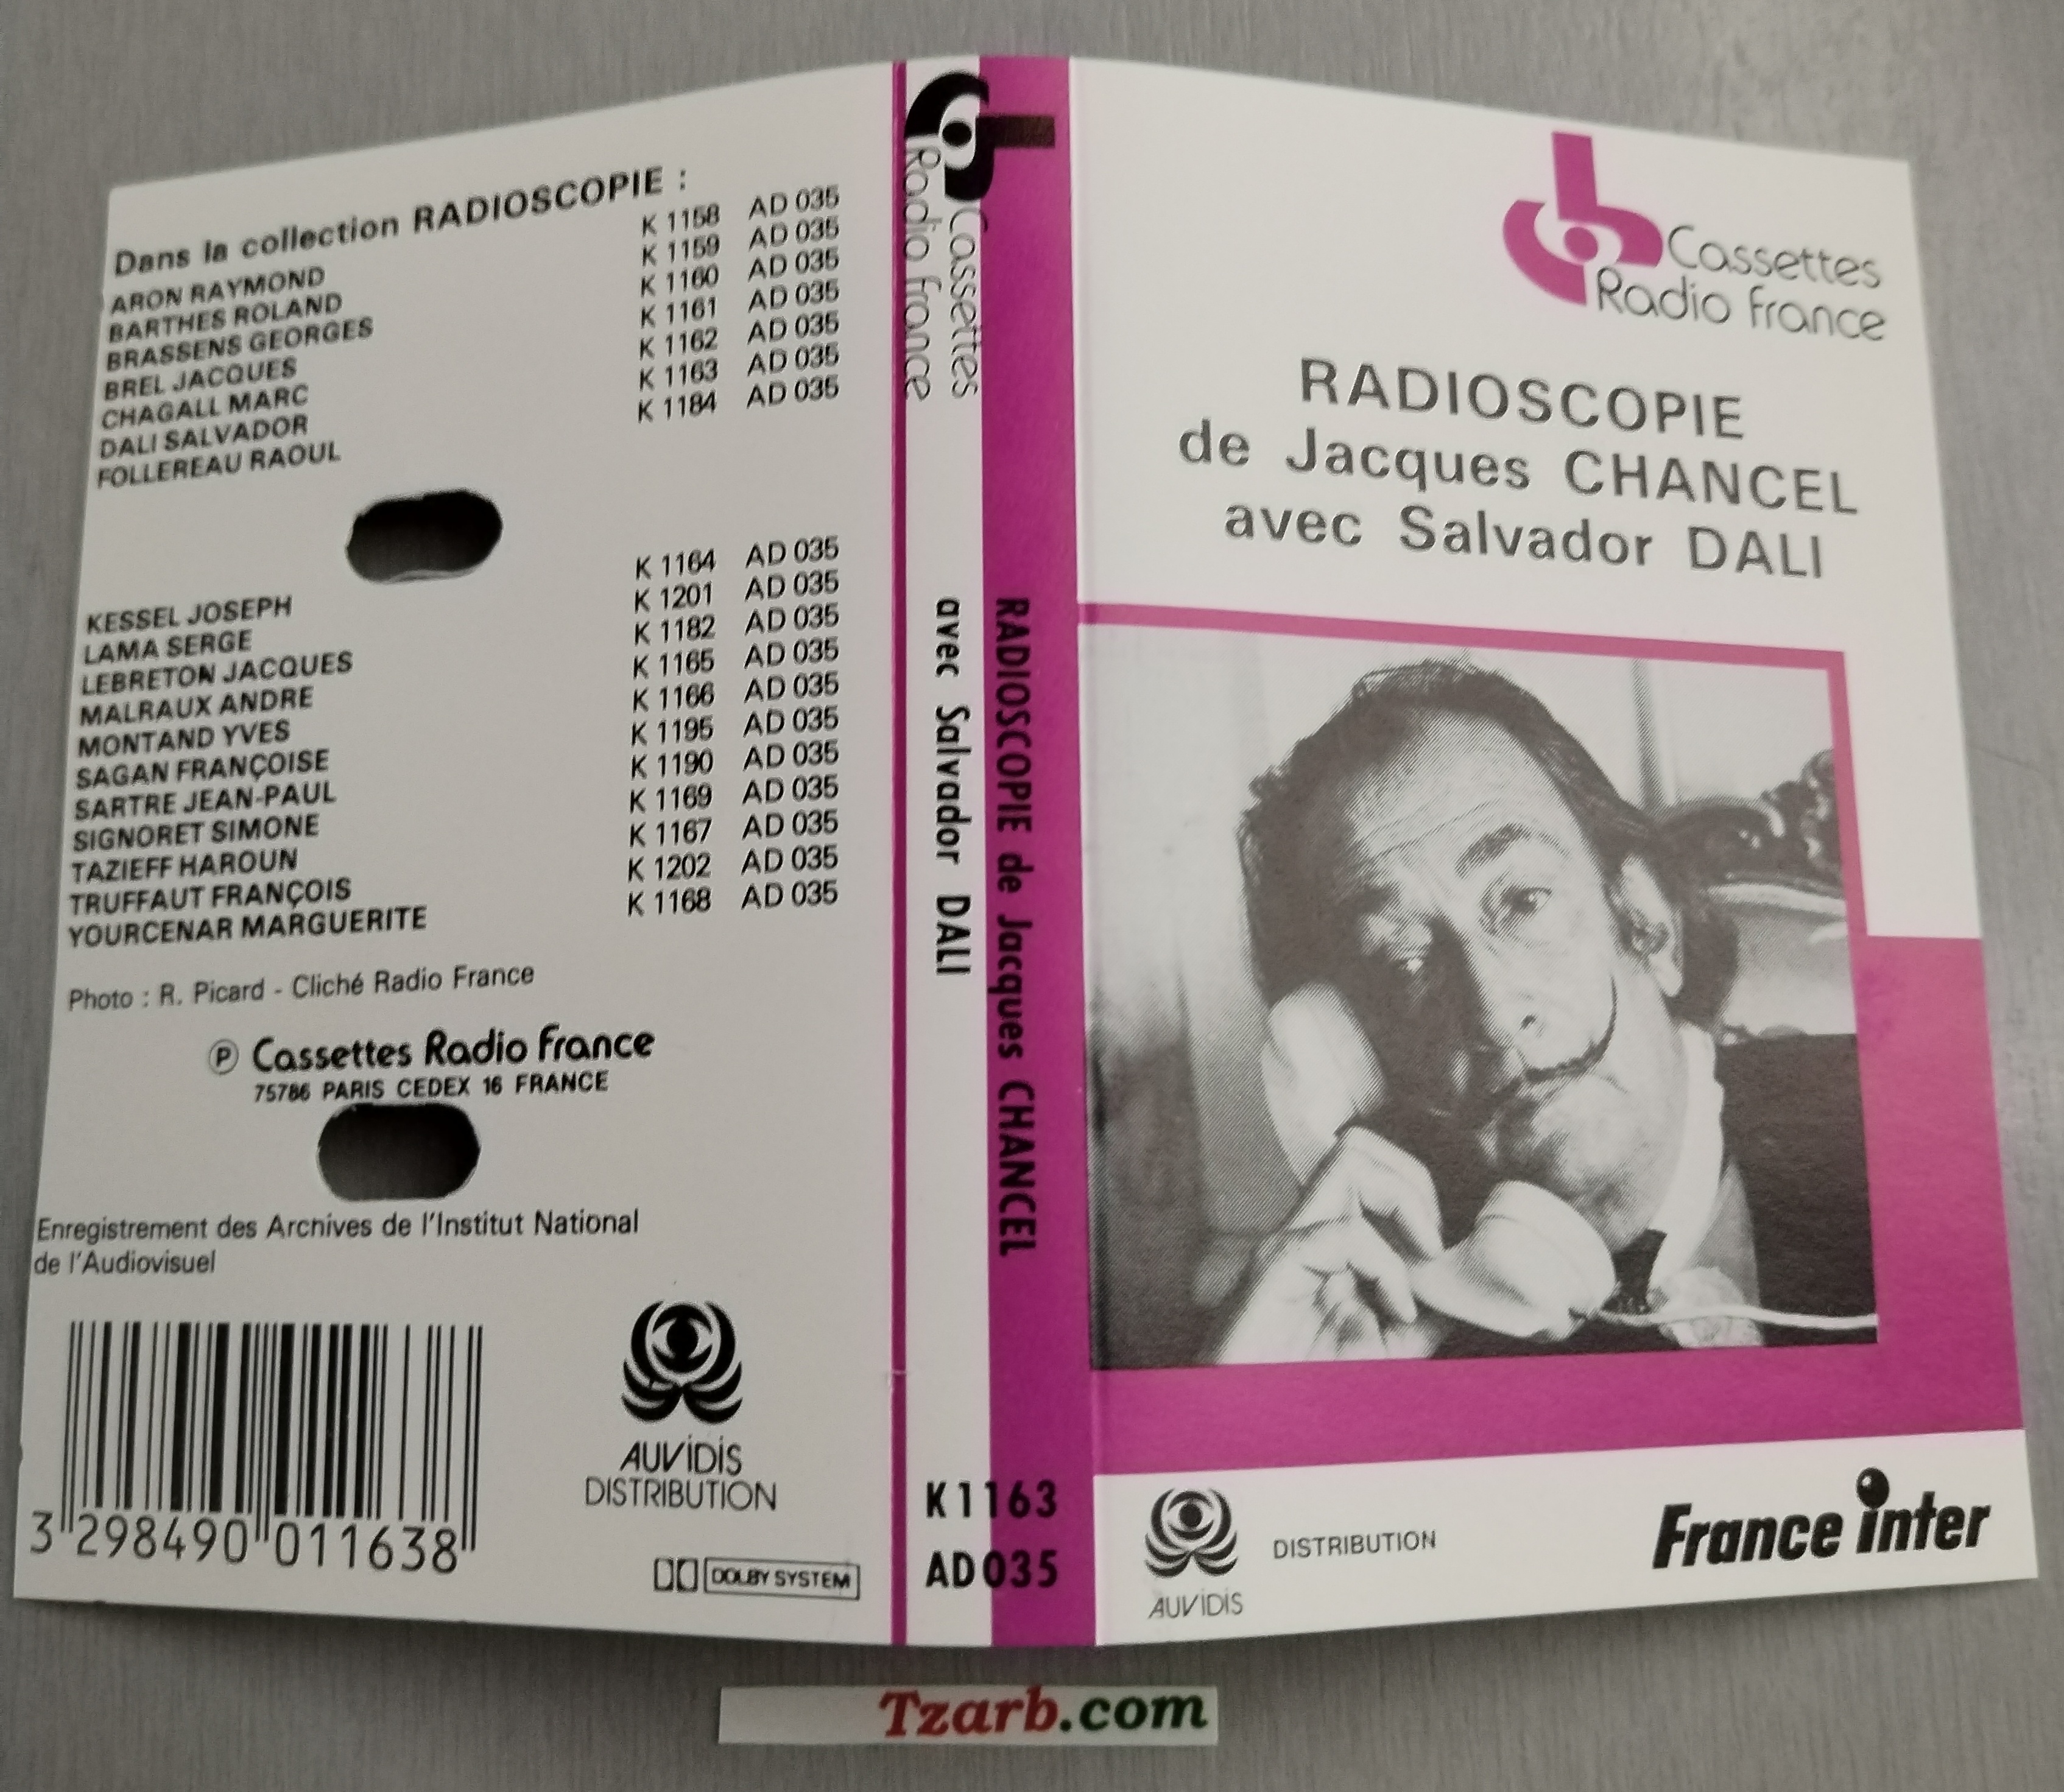 Dans la collection RADIOSCOPIE :
ARON RAYMOND K 1158 AD 035
BARTHES ROLAND K 1159 AD 035
BRASSENS GEORGES K 1160 AD 035
BREL JACQUES K 1161 AD 035
CHAGALL MARC K 1162 AD 035
DALI SALVADOR K 1163 AD 035
FOLLEREAU RAOUL K 1184 AD 035
KESSEL JOSEPH K 1164 AD 035
LAMA SERGE K 1201 AD 035
LEBRETON JACQUES K 1182 AD 035
MALRAUX ANDRE K 1165 AD 035
MONTAND YVES K 1166 AD 035
SAGAN FRANÇOISE K 1195 AD 035
SARTRE JEAN-PAUL K 1190 AD 035
SIGNORET SIMONE K 1169 AD 035
TAZIEFF HAROUN K 1167 AD 035
TRUFFAUT FRANÇOIS K 1202 AD 035
YOURCENAR MARGUERITE K 1168 AD 035
Photo : R. Picard - Cliché Radio France
Ⓟ Cassettes Radio France
75786 PARIS CEDEX 16 FRANCE
Enregistrement des Archives de l'Institut National
de l'Audiovisuel
3 298490 011638
AUVIDIS
DISTRIBUTION
DOLBY SYSTEM
Cassettes
Radio France
RADIOSCOPIE de Jacques CHANCEL
avec Salvador DALI
K 1163
AD 035
Cassettes
Radio France
RADIOSCOPIE
de Jacques CHANCEL
avec Salvador DALI
AUVIDIS
DISTRIBUTION
France inter
Tzarb.com